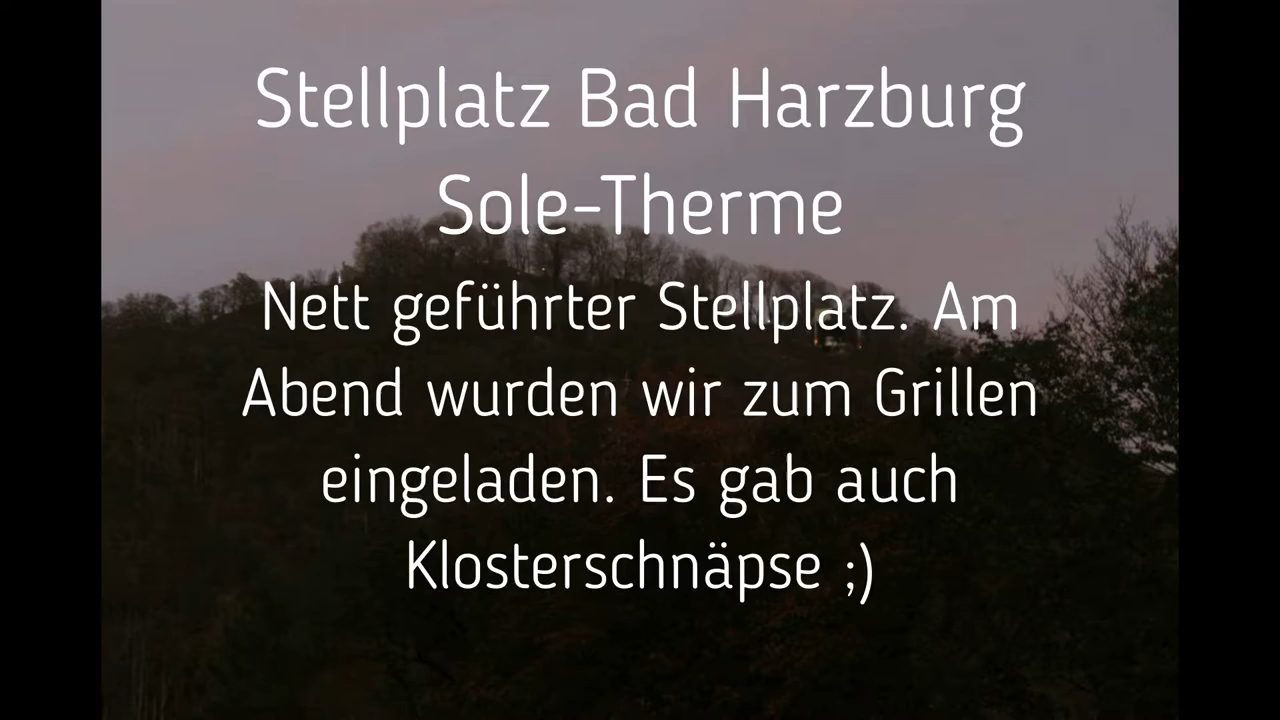 Stellplatz Bad Harzburg
Sole-Therme
Nett geführter Stellplatz. Am
Abend wurden wir zum Grillen
eingeladen. Es gab auch
Klosterschnäpse ;)